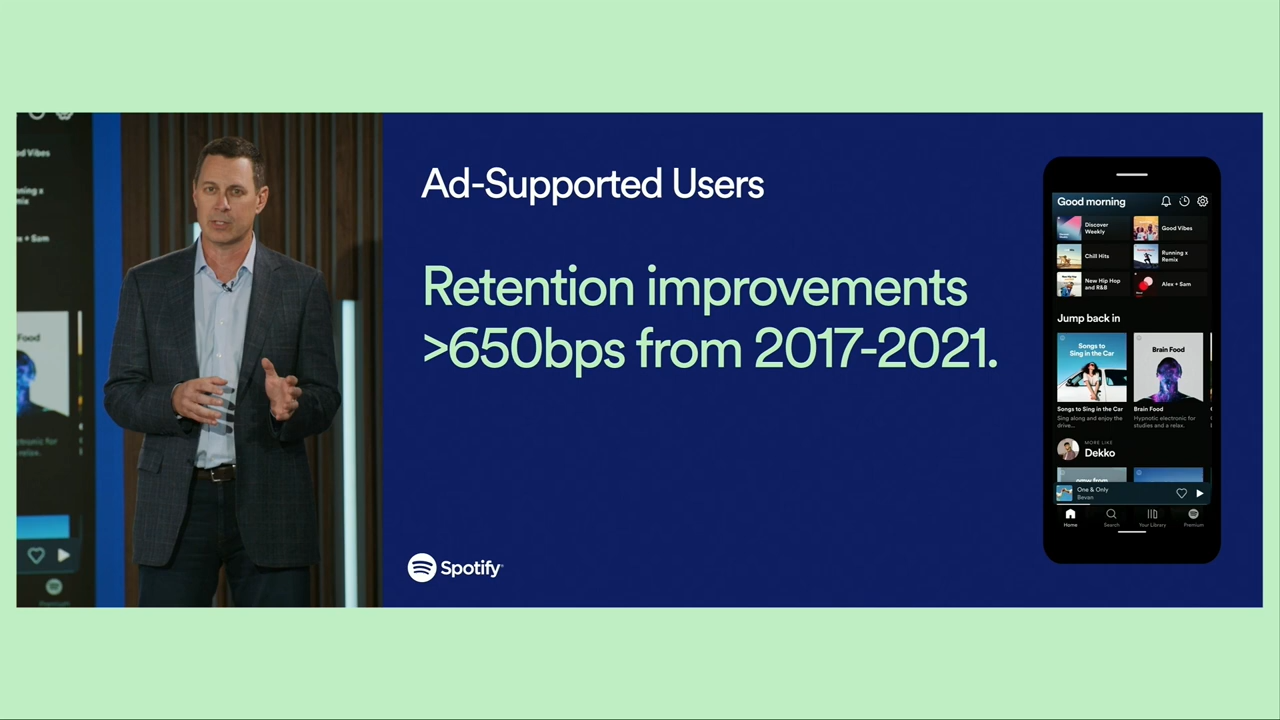 Ad-Supported Users
Retention improvements
>650bps from 2017-2021.
Spotify
Good morning
Discover
Weekly
Good Vibes
Chill Hits
Running x
Remix
New Hip Hop
and R&B
Alex + Sam
Jump back in
Songs to
Sing in the Car
Brain Food
Songs to Sing in the Car
Brain Food
Sing along and enjoy the
drive...
Hypnotic electronic for
studies and a relax.
MORE LIKE
Dekko
One & Only
Bevan
Home
Search
Your Library
Premium